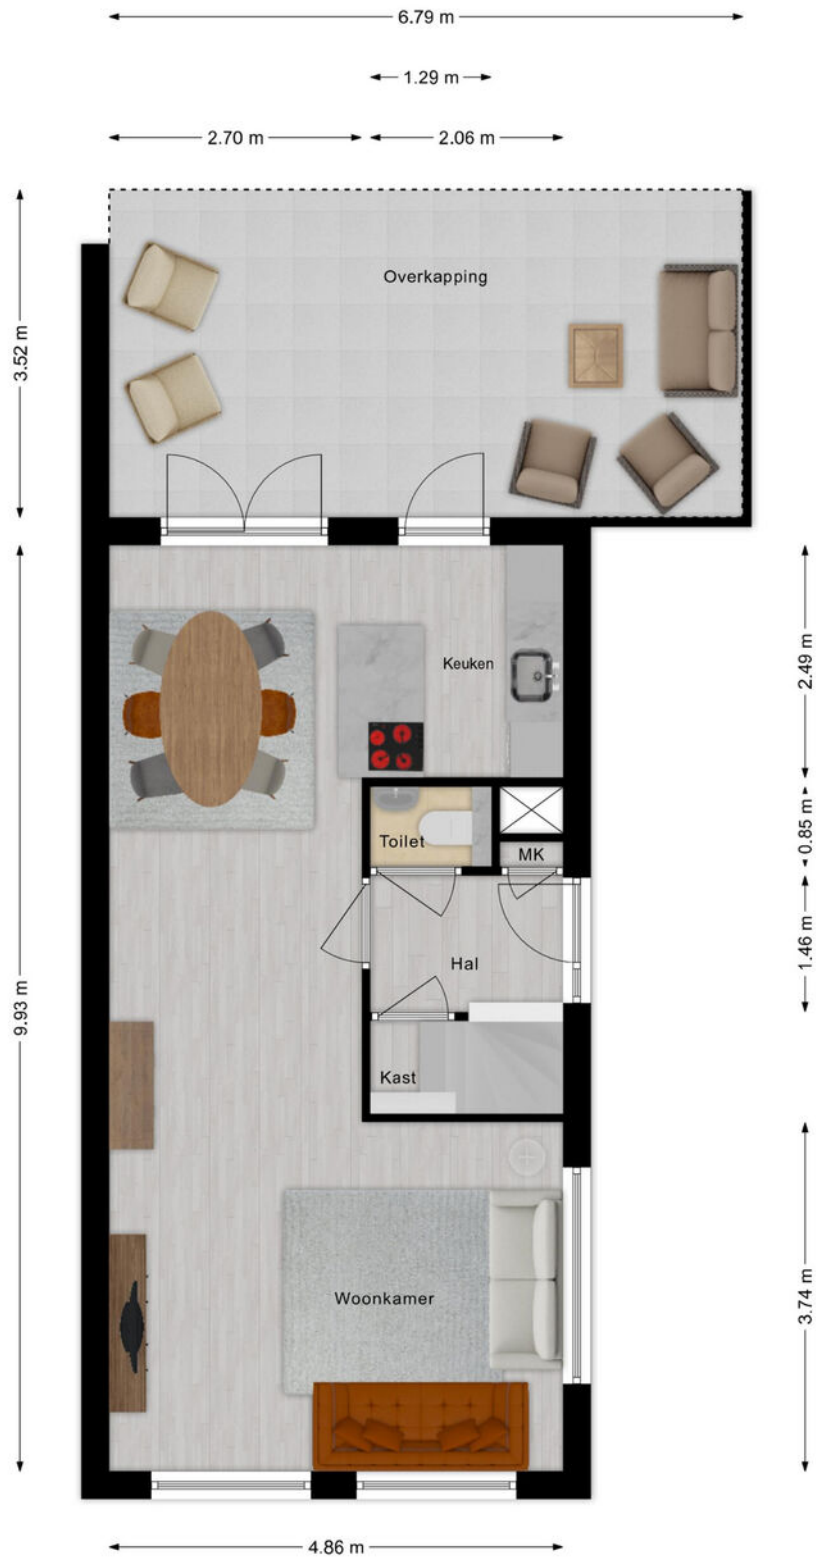 6.79 m
1.29 m
2.70 m
2.06 m
Overkapping
3.52 m
Keuken
2.49 m
Toilet
MK
0.85 m
Hal
1.46 m
9.93 m
Kast
Woonkamer
3.74 m
4.86 m